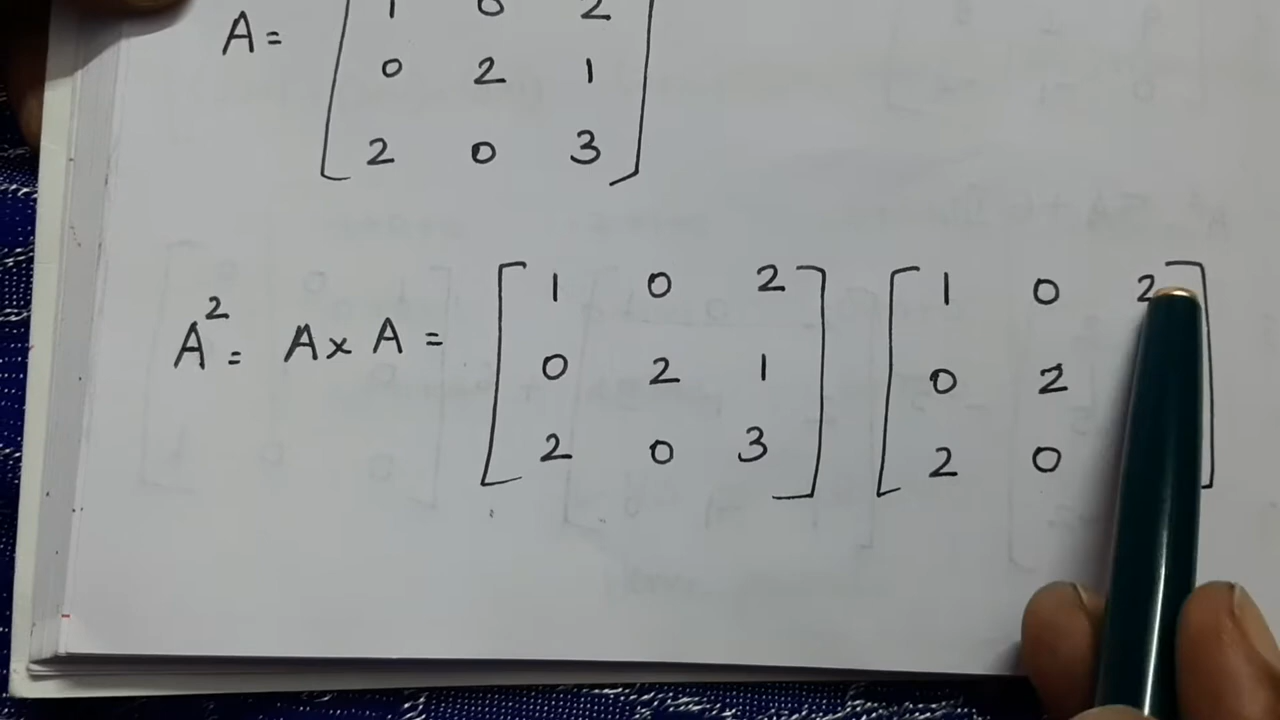 A = [ 1 0 2
0 2 1
2 0 3 ]
A² = A x A = [ 1 0 2 ] [ 1 0 2 ]
0 2 1 0 2
2 0 3 2 0